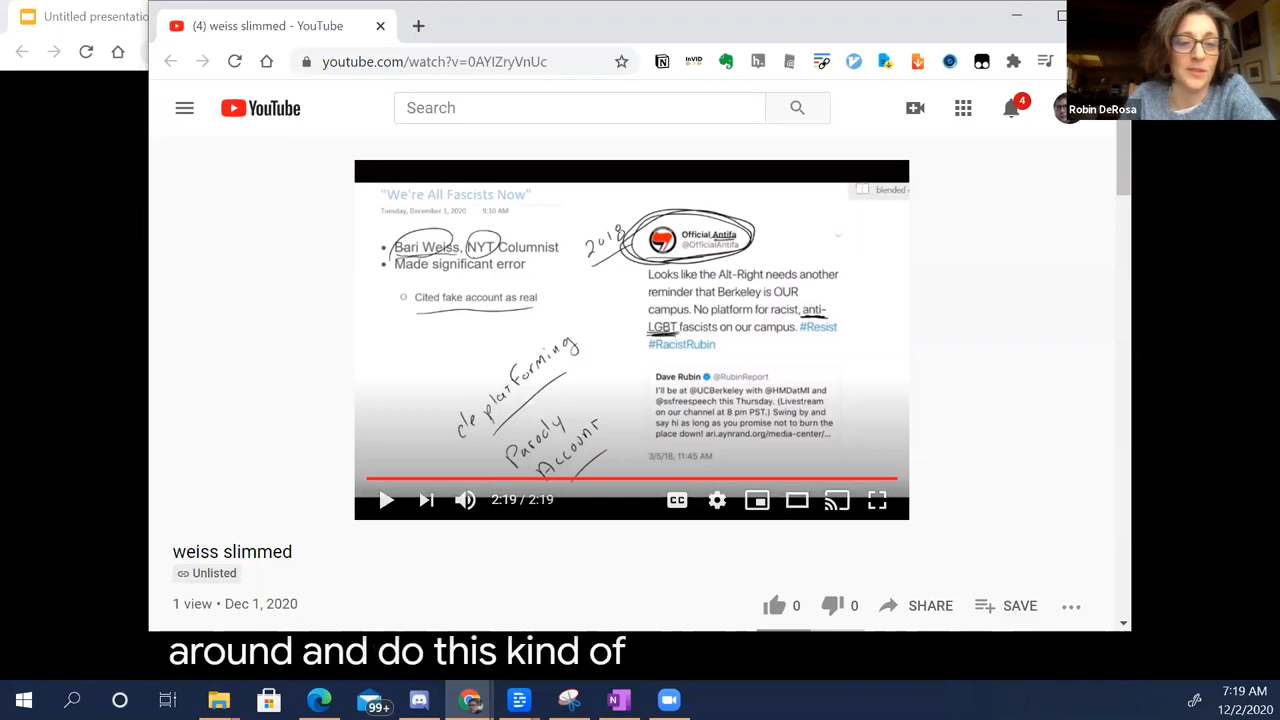 Untitled presentatio
(4) weiss slimmed - YouTube
youtube.com/watch?v=0AYIZryVnUc
InVID
YouTube
Search
4
Robin DeRosa
"We're All Fascists Now"
Tuesday, December 1, 2020 9:10 AM
• Bari Weiss, NYT Columnist
• Made significant error
Cited fake account as real
2018
deplatforming
Parody
Account
blended
Official Antifa
@OfficialAntifa
Looks like the Alt-Right needs another
reminder that Berkeley is OUR
campus. No platform for racist, anti-
LGBT fascists on our campus. #Resist
#RacistRubin
Dave Rubin @RubinReport
I'll be at @UCBerkeley with @HMDatMI and
@ssfreespeech this Thursday. (Livestream
on our channel at 8 pm PST.) Swing by and
say hi as long as you promise not to burn the
place down! ari.aynrand.org/media-center/...
3/5/18, 11:45 AM
2:19 / 2:19
CC
weiss slimmed
Unlisted
1 view • Dec 1, 2020
0
0
SHARE
SAVE
around and do this kind of
99+
7:19 AM
12/2/2020